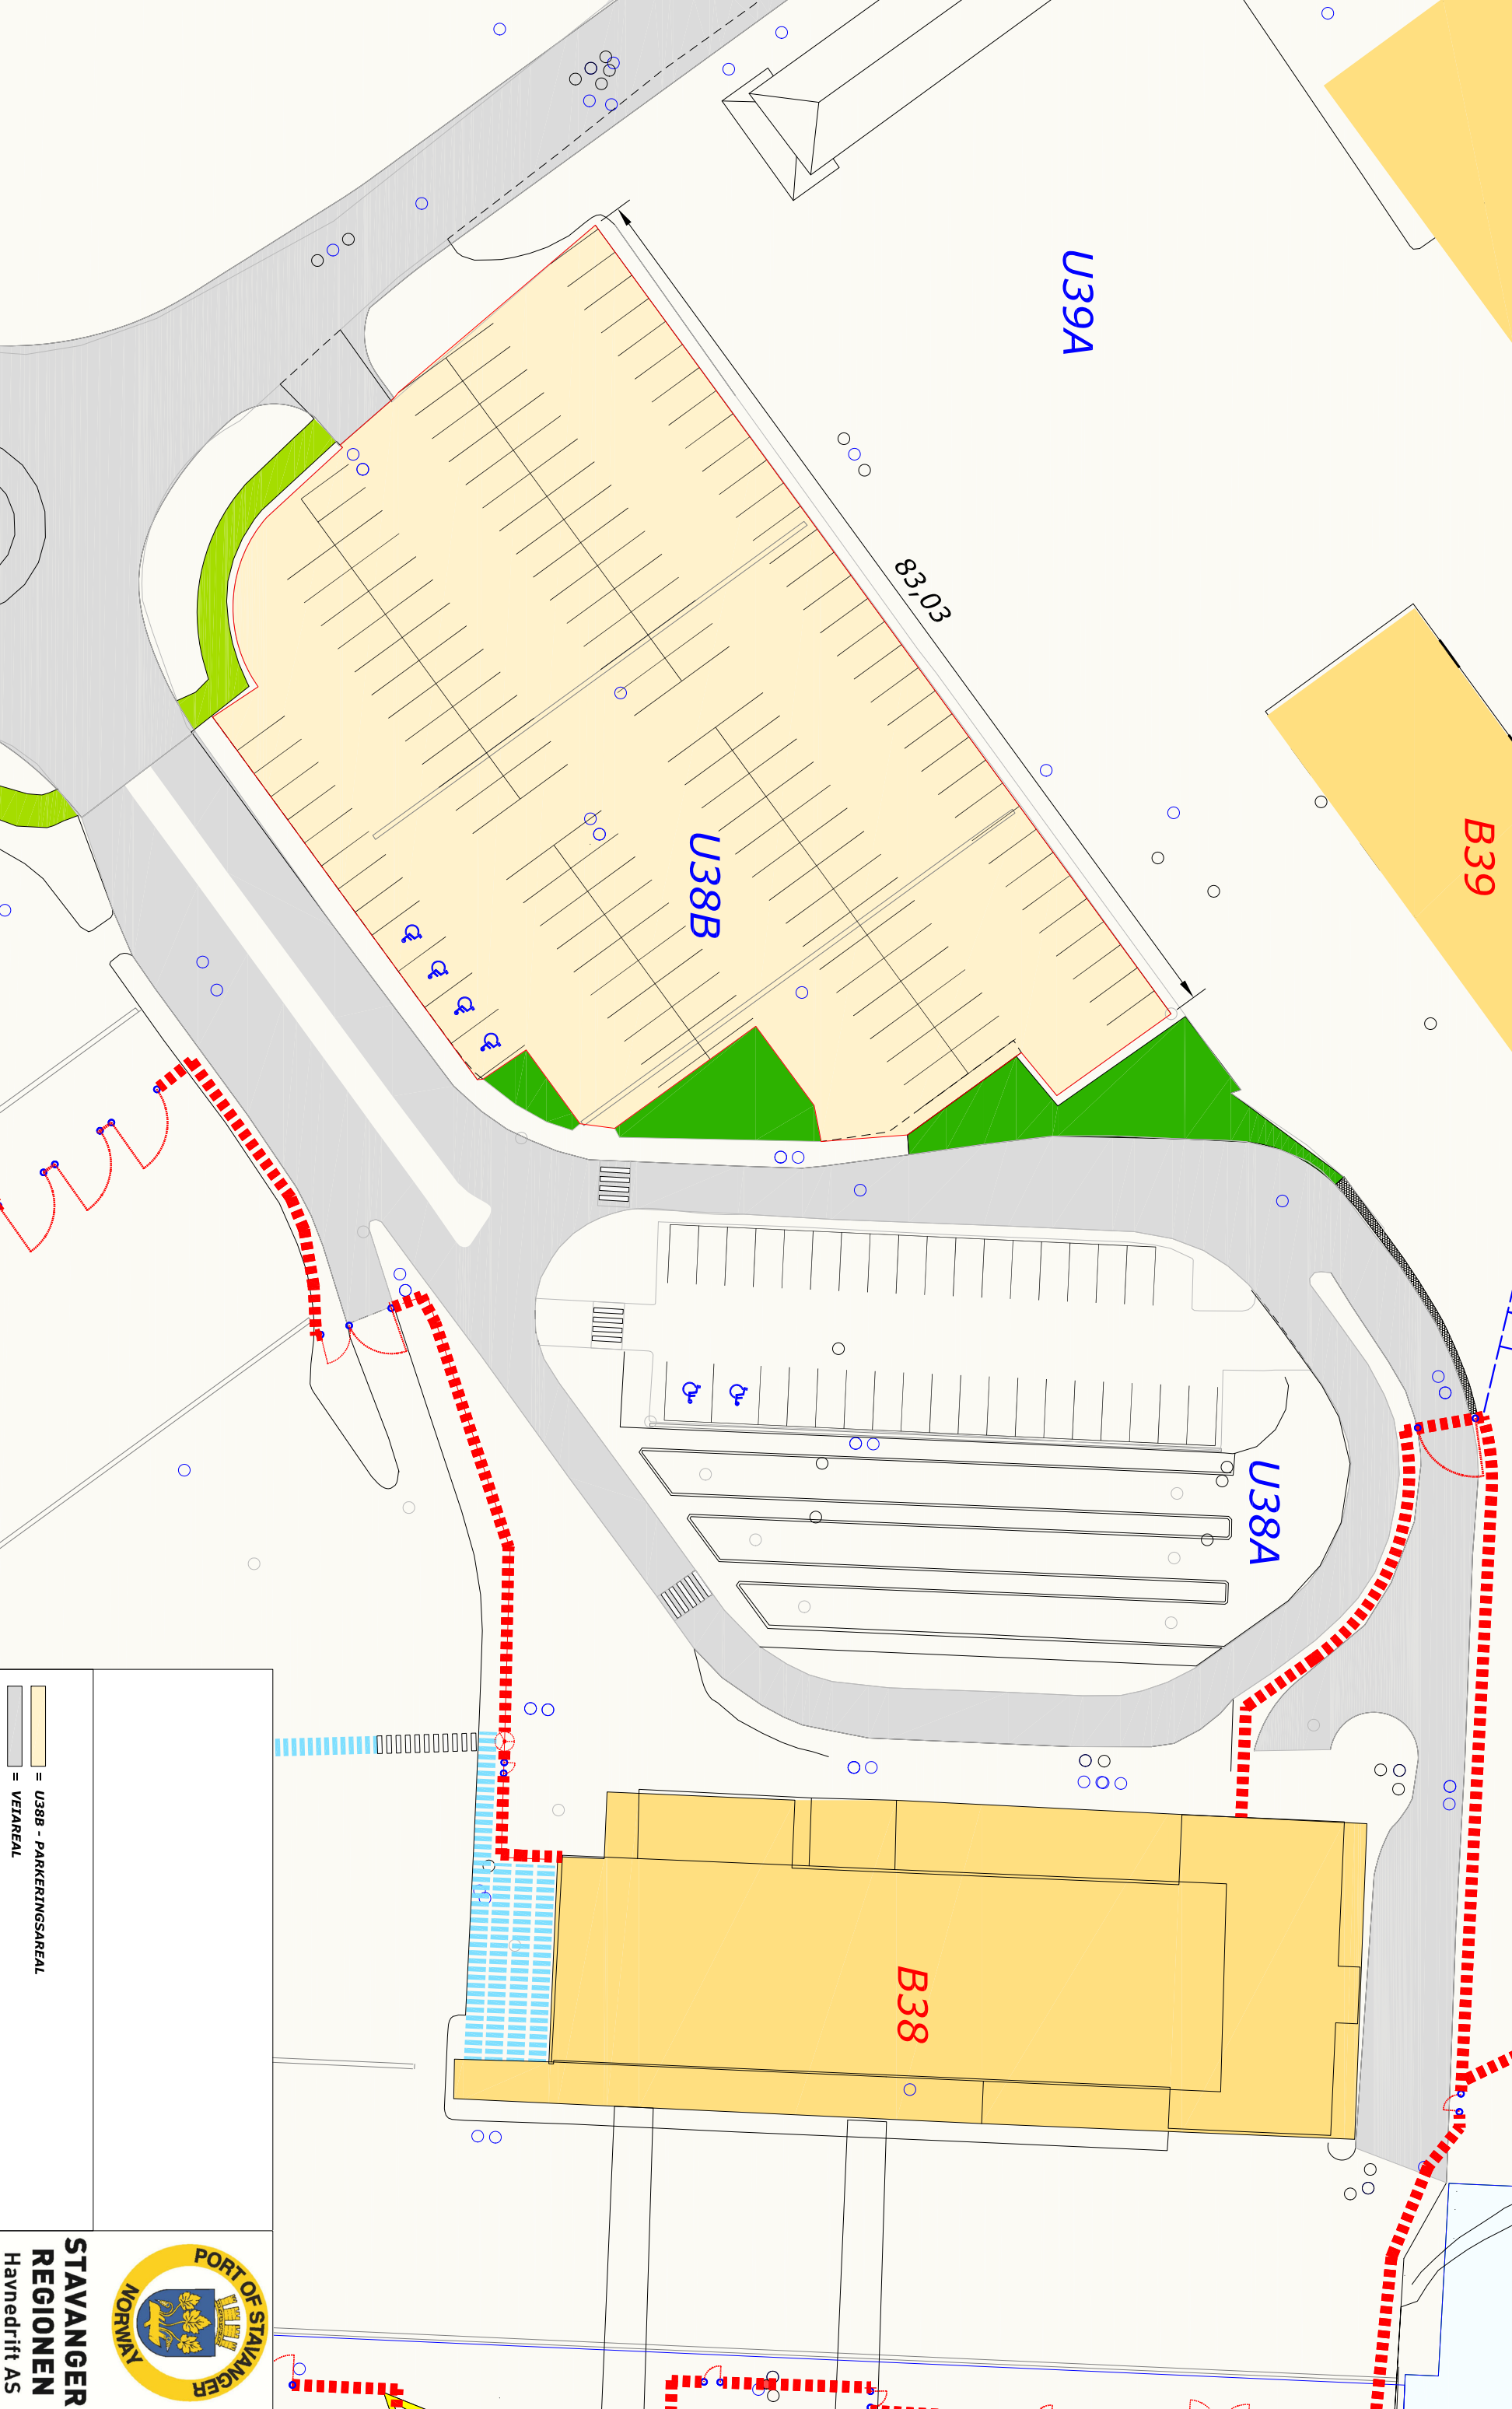 U39A
83,03
B39
U38B
U38A
B38
= U38B - PARKERINGSAREAL
= VEIAREAL
PORT OF STAVANGER
NORWAY
STAVANGER
REGIONEN
Havnedrift AS